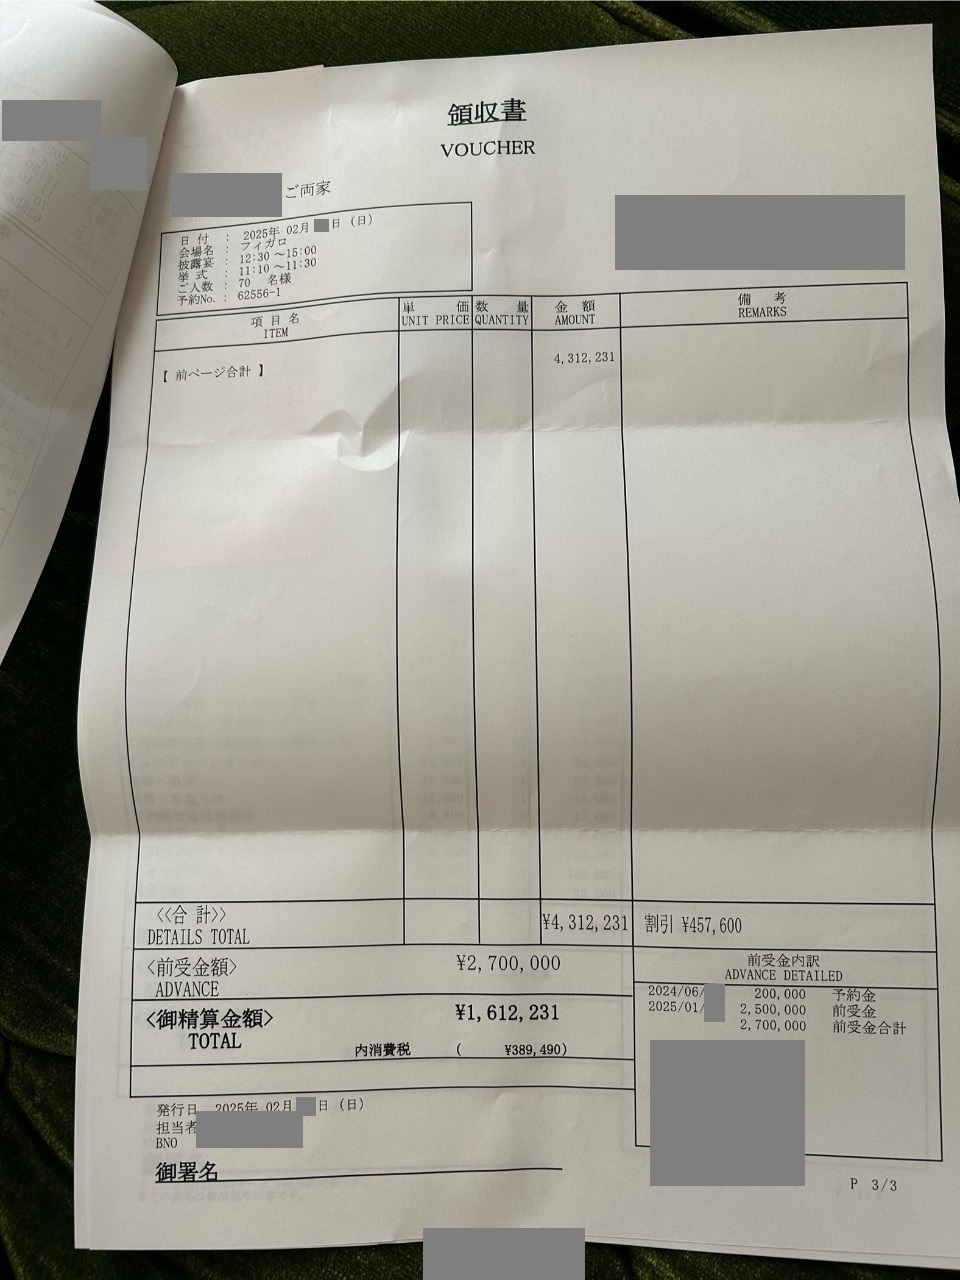 領収書
VOUCHER
ご両家
日付 : 2025年 02月 日 (日)
会場名 : フィガロ
披露宴 : 12:30 ～15:00
挙式 : 11:10 ～11:30
ご人数 : 70 名様
予約No. : 62556-1
項目名 単価 数量 金額 備考
ITEM UNIT PRICE QUANTITY AMOUNT REMARKS
【 前ページ合計 】 4,312,231
<<合計>> ¥4,312,231 割引 ¥457,600
DETAILS TOTAL
<前受金額> ¥2,700,000
ADVANCE
前受金内訳
ADVANCE DETAILED
2024/06/ 200,000 予約金
2025/01/ 2,500,000 前受金
2,700,000 前受金合計
<御精算金額> ¥1,612,231
TOTAL
内消費税 ( ¥389,490)
発行日 2025年 02月 日 (日)
担当者
BNO
御署名
P 3/3